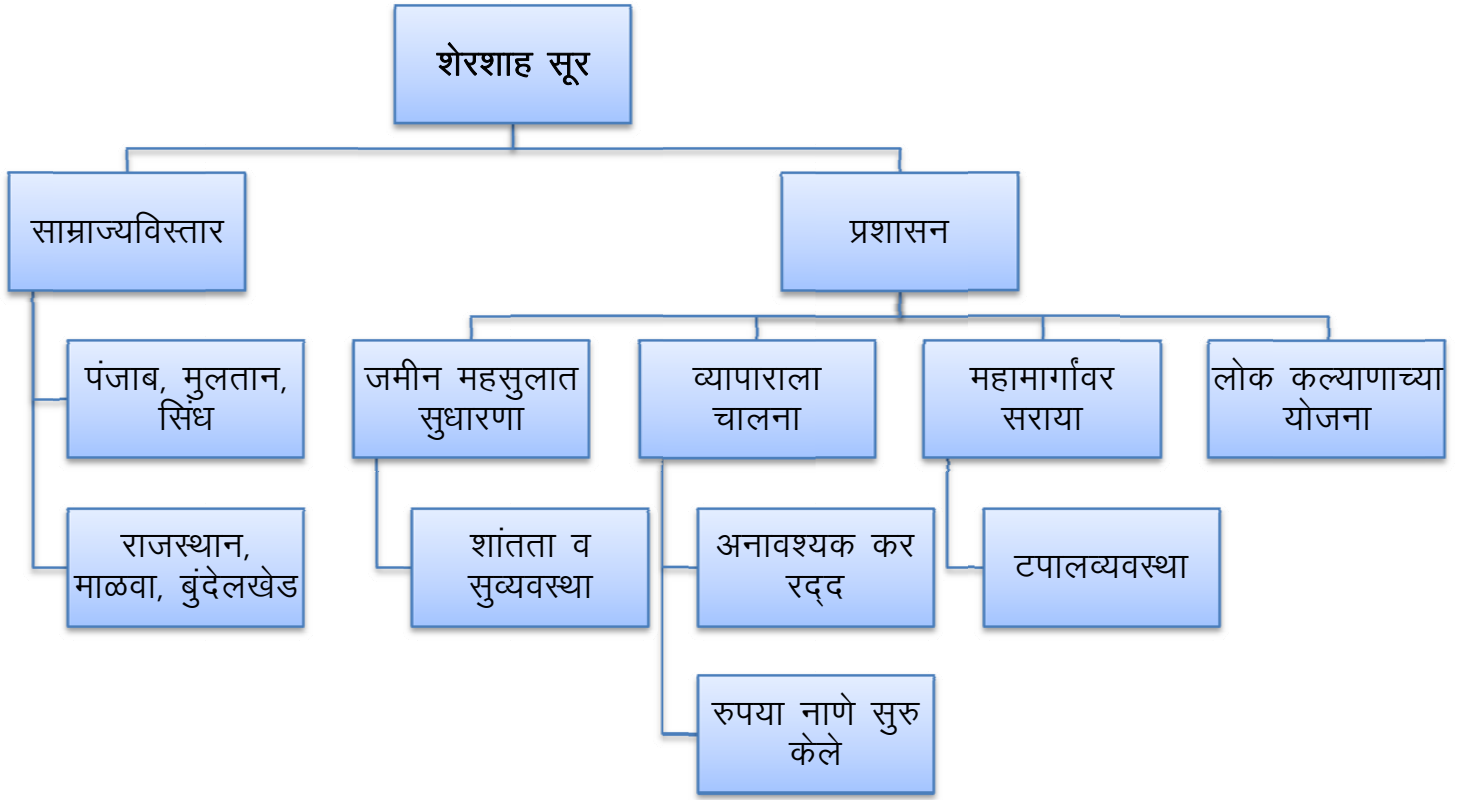 शेरशाह सूर
साम्राज्यविस्तार
प्रशासन
पंजाब, मुलतान,
सिंध
जमीन महसुलात
सुधारणा
व्यापाराला
चालना
महामार्गांवर
सराया
लोक कल्याणाच्या
योजना
राजस्थान,
माळवा, बुंदेलखेड
शांतता व
सुव्यवस्था
अनावश्यक कर
रद्‌द
टपालव्यवस्था
रुपया नाणे सुरु
केले